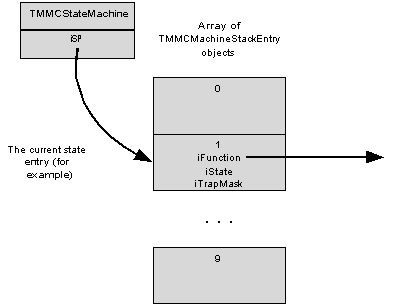 TMMCStateMachine
iSP
Array of
TMMCMachineStackEntry
objects
0
The current state
entry (for
example)
1
iFunction
iState
iTrapMask
. . .
9